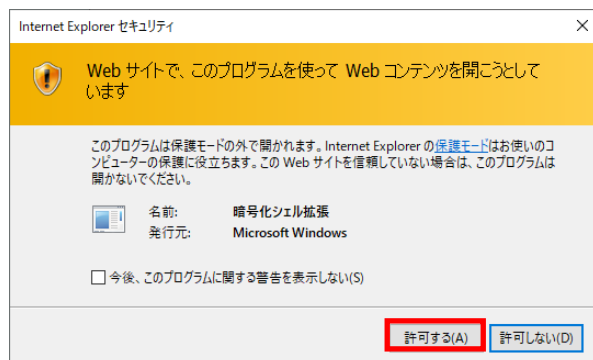 Internet Explorer セキュリティ
Web サイトで、このプログラムを使って Web コンテンツを開こうとして
います
このプログラムは保護モードの外で開かれます。Internet Explorer の保護モードはお使いのコ
ンピューターの保護に役立ちます。この Web サイトを信頼していない場合は、このプログラムは
開かないでください。
名前: 暗号化シェル拡張
発行元: Microsoft Windows
今後、このプログラムに関する警告を表示しない(S)
許可する(A) 許可しない(D)